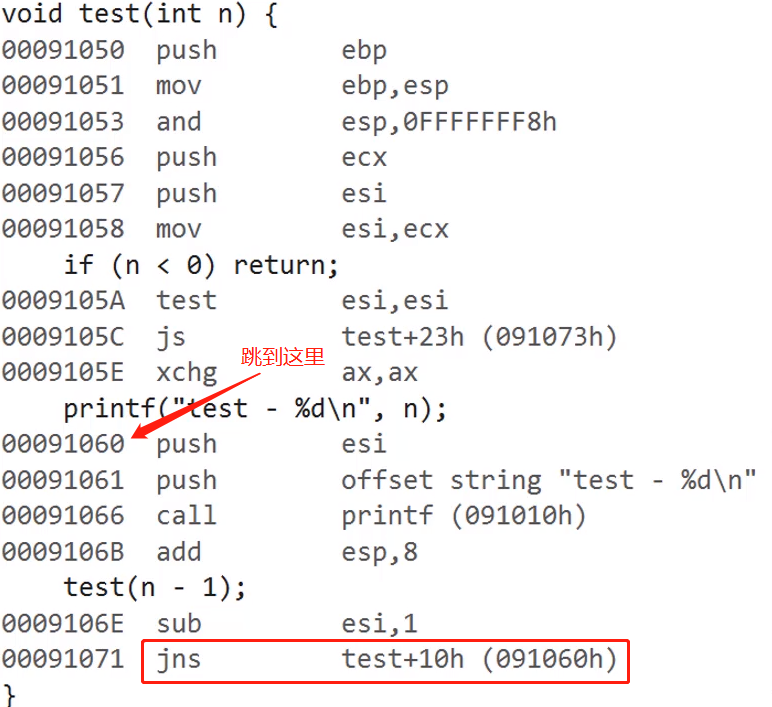 void test(int n) {
00091050  push        ebp
00091051  mov         ebp,esp
00091053  and         esp,0FFFFFFF8h
00091056  push        ecx
00091057  push        esi
00091058  mov         esi,ecx
    if (n < 0) return;
0009105A  test        esi,esi
0009105C  js          test+23h (091073h)
跳到这里
0009105E  xchg        ax,ax
    printf("test - %d\n", n);
00091060  push        esi
00091061  push        offset string "test - %d\n"
00091066  call        printf (091010h)
0009106B  add         esp,8
    test(n - 1);
0009106E  sub         esi,1
00091071  jns         test+10h (091060h)
}